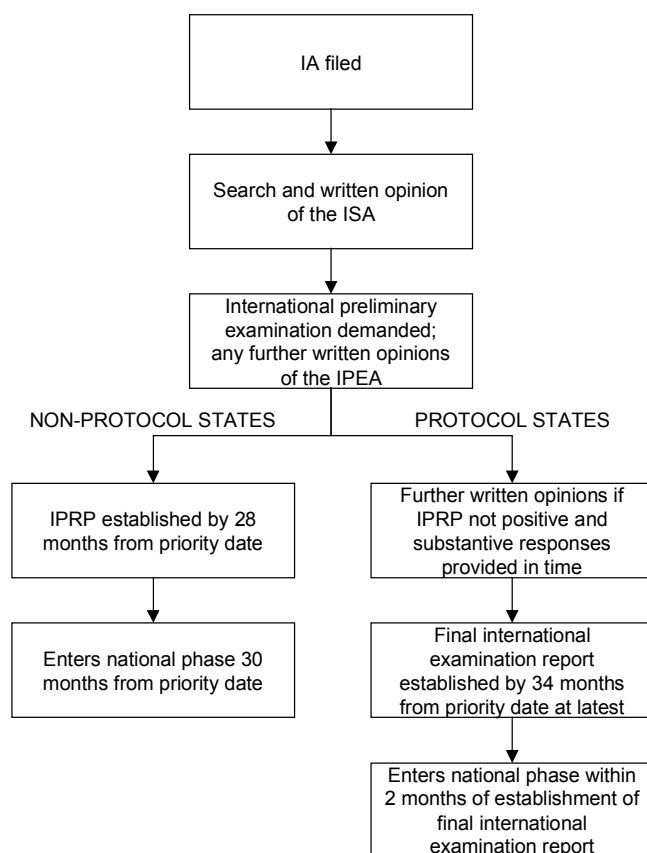 IA filed
Search and written opinion
of the ISA
International preliminary
examination demanded;
any further written opinions
of the IPEA
NON-PROTOCOL STATES
PROTOCOL STATES
IPRP established by 28
months from priority date
Further written opinions if
IPRP not positive and
substantive responses
provided in time
Enters national phase 30
months from priority date
Final international
examination report
established by 34 months
from priority date at latest
Enters national phase within
2 months of establishment of
final international
examination report